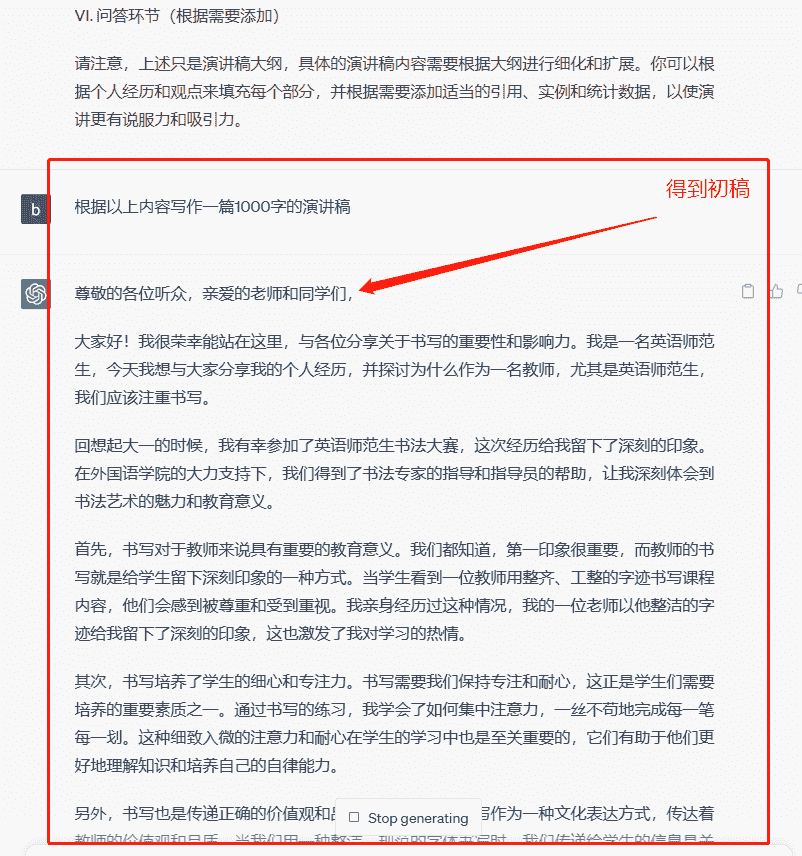 VI. 问答环节（根据需要添加）
请注意，上述只是演讲稿大纲，具体的演讲稿内容需要根据大纲进行细化和扩展。你可以根
据个人经历和观点来填充每个部分，并根据需要添加适当的引用、实例和统计数据，以使演
讲更有说服力和吸引力。
得到初稿
b
根据以上内容写作一篇1000字的演讲稿
尊敬的各位听众，亲爱的老师和同学们，
大家好！我很荣幸能站在这里，与各位分享关于书写的重要性和影响力。我是一名英语师范
生，今天我想与大家分享我的个人经历，并探讨为什么作为一名教师，尤其是英语师范生，
我们应该注重书写。
回想起大一的时候，我有幸参加了英语师范生书法大赛，这次经历给我留下了深刻的印象。
在外国语学院的大力支持下，我们得到了书法专家的指导和指导员的帮助，让我深刻体会到
书法艺术的魅力和教育意义。
首先，书写对于教师来说具有重要的教育意义。我们都知道，第一印象很重要，而教师的书
写就是给学生留下深刻印象的一种方式。当学生看到一位教师用整齐、工整的字迹书写课程
内容，他们会感到被尊重和受到重视。我亲身经历过这种情况，我的一位老师以他整洁的字
迹给我留下了深刻的印象，这也激发了我对学习的热情。
其次，书写培养了学生的细心和专注力。书写需要我们保持专注和耐心，这正是学生们需要
培养的重要素质之一。通过书写的练习，我学会了如何集中注意力，一丝不苟地完成每一笔
每一划。这种细致入微的注意力和耐心在学生的学习中也是至关重要的，它们有助于他们更
好地理解知识和培养自己的自律能力。
另外，书写也是传递正确的价值观和 写作为一种文化表达方式，传达着
Stop generating